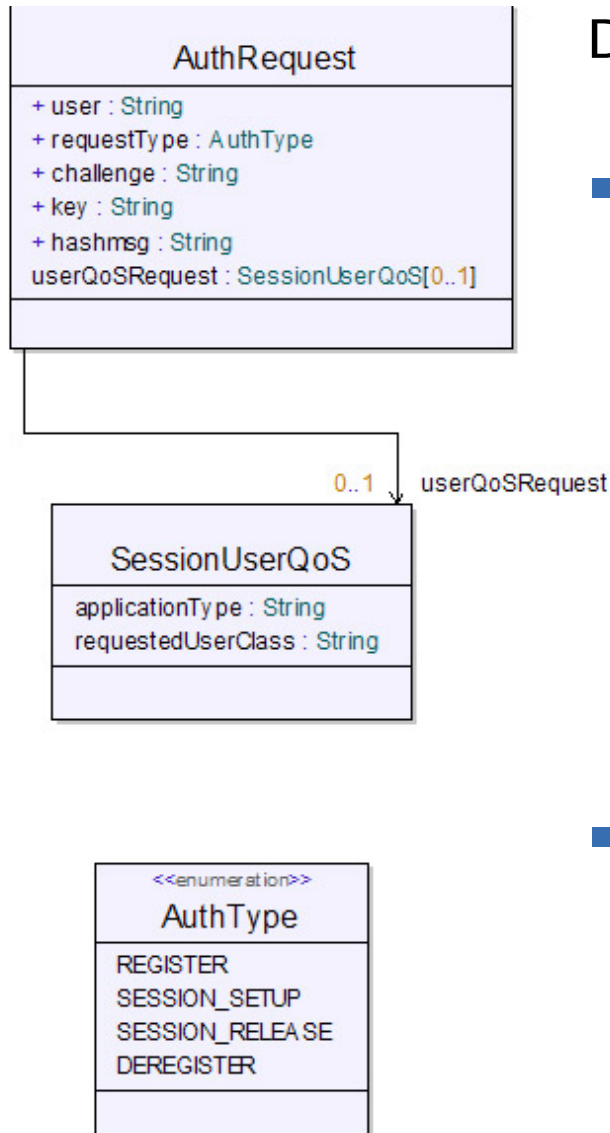 D
AuthRequest
+ user : String
+ requestType : AuthType
+ challenge : String
+ key : String
+ hashmsg : String
userQoSRequest : SessionUserQoS[0..1]
0..1 userQoSRequest
SessionUserQoS
applicationType : String
requestedUserClass : String
<<enumeration>>
AuthType
REGISTER
SESSION_SETUP
SESSION_RELEASE
DEREGISTER